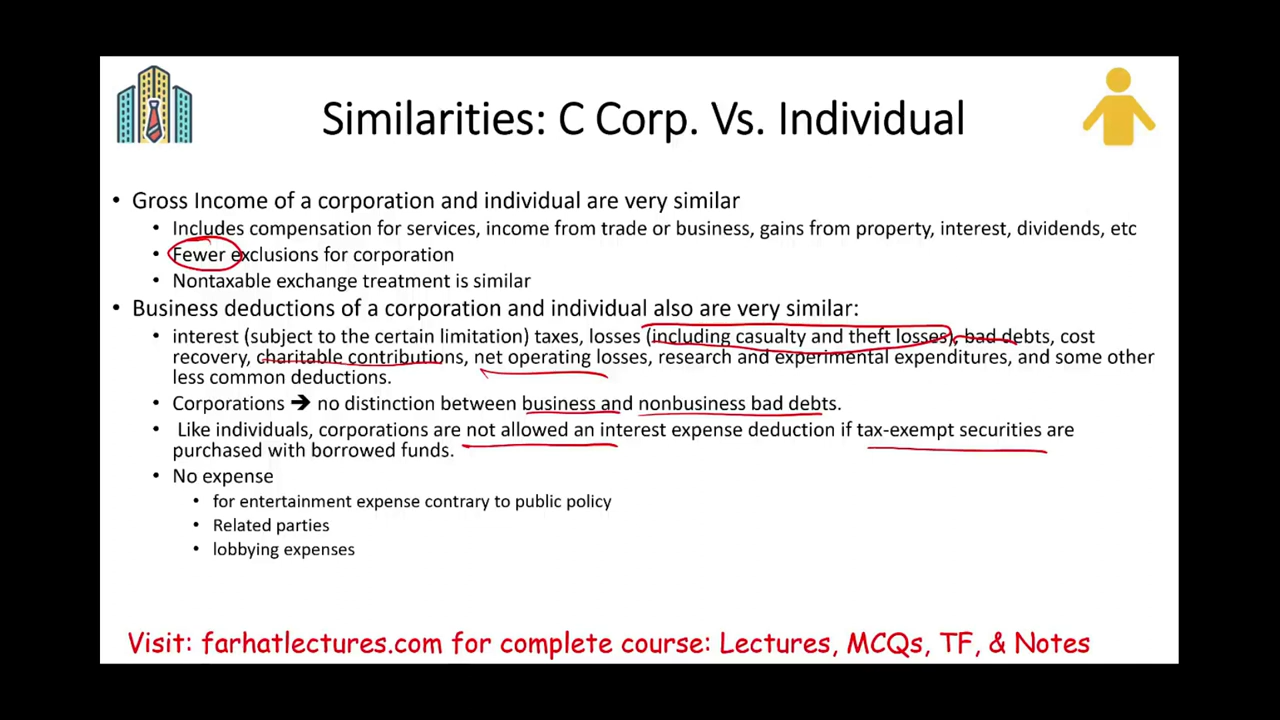 Similarities: C Corp. Vs. Individual
• Gross Income of a corporation and individual are very similar
• Includes compensation for services, income from trade or business, gains from property, interest, dividends, etc
• Fewer exclusions for corporation
• Nontaxable exchange treatment is similar
• Business deductions of a corporation and individual also are very similar:
• interest (subject to the certain limitation) taxes, losses (including casualty and theft losses), bad debts, cost
recovery, charitable contributions, net operating losses, research and experimental expenditures, and some other
less common deductions.
• Corporations ➔ no distinction between business and nonbusiness bad debts.
• Like individuals, corporations are not allowed an interest expense deduction if tax-exempt securities are
purchased with borrowed funds.
• No expense
• for entertainment expense contrary to public policy
• Related parties
• lobbying expenses
Visit: farhatlectures.com for complete course: Lectures, MCQs, TF, & Notes